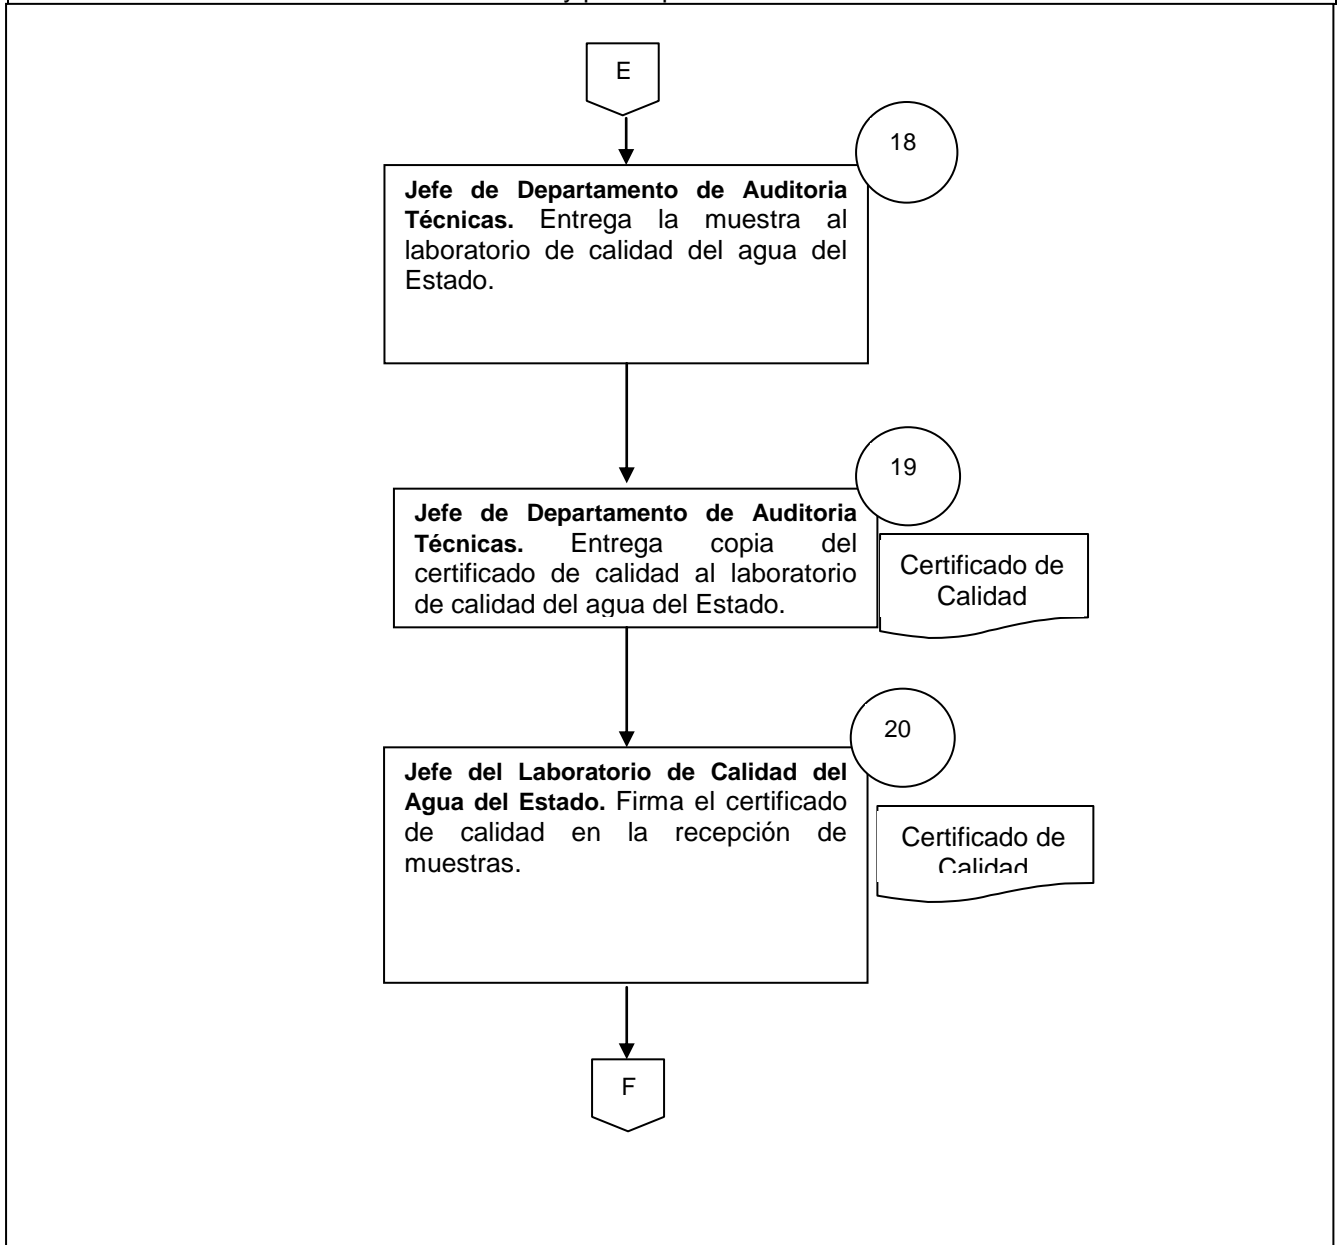 E
18
Jefe de Departamento de Auditoria
Técnicas. Entrega la muestra al
laboratorio de calidad del agua del
Estado.
19
Jefe de Departamento de Auditoria
Técnicas. Entrega copia del
certificado de calidad al laboratorio
de calidad del agua del Estado.
Certificado de
Calidad
20
Jefe del Laboratorio de Calidad del
Agua del Estado. Firma el certificado
de calidad en la recepción de
muestras.
Certificado de
Calidad
F